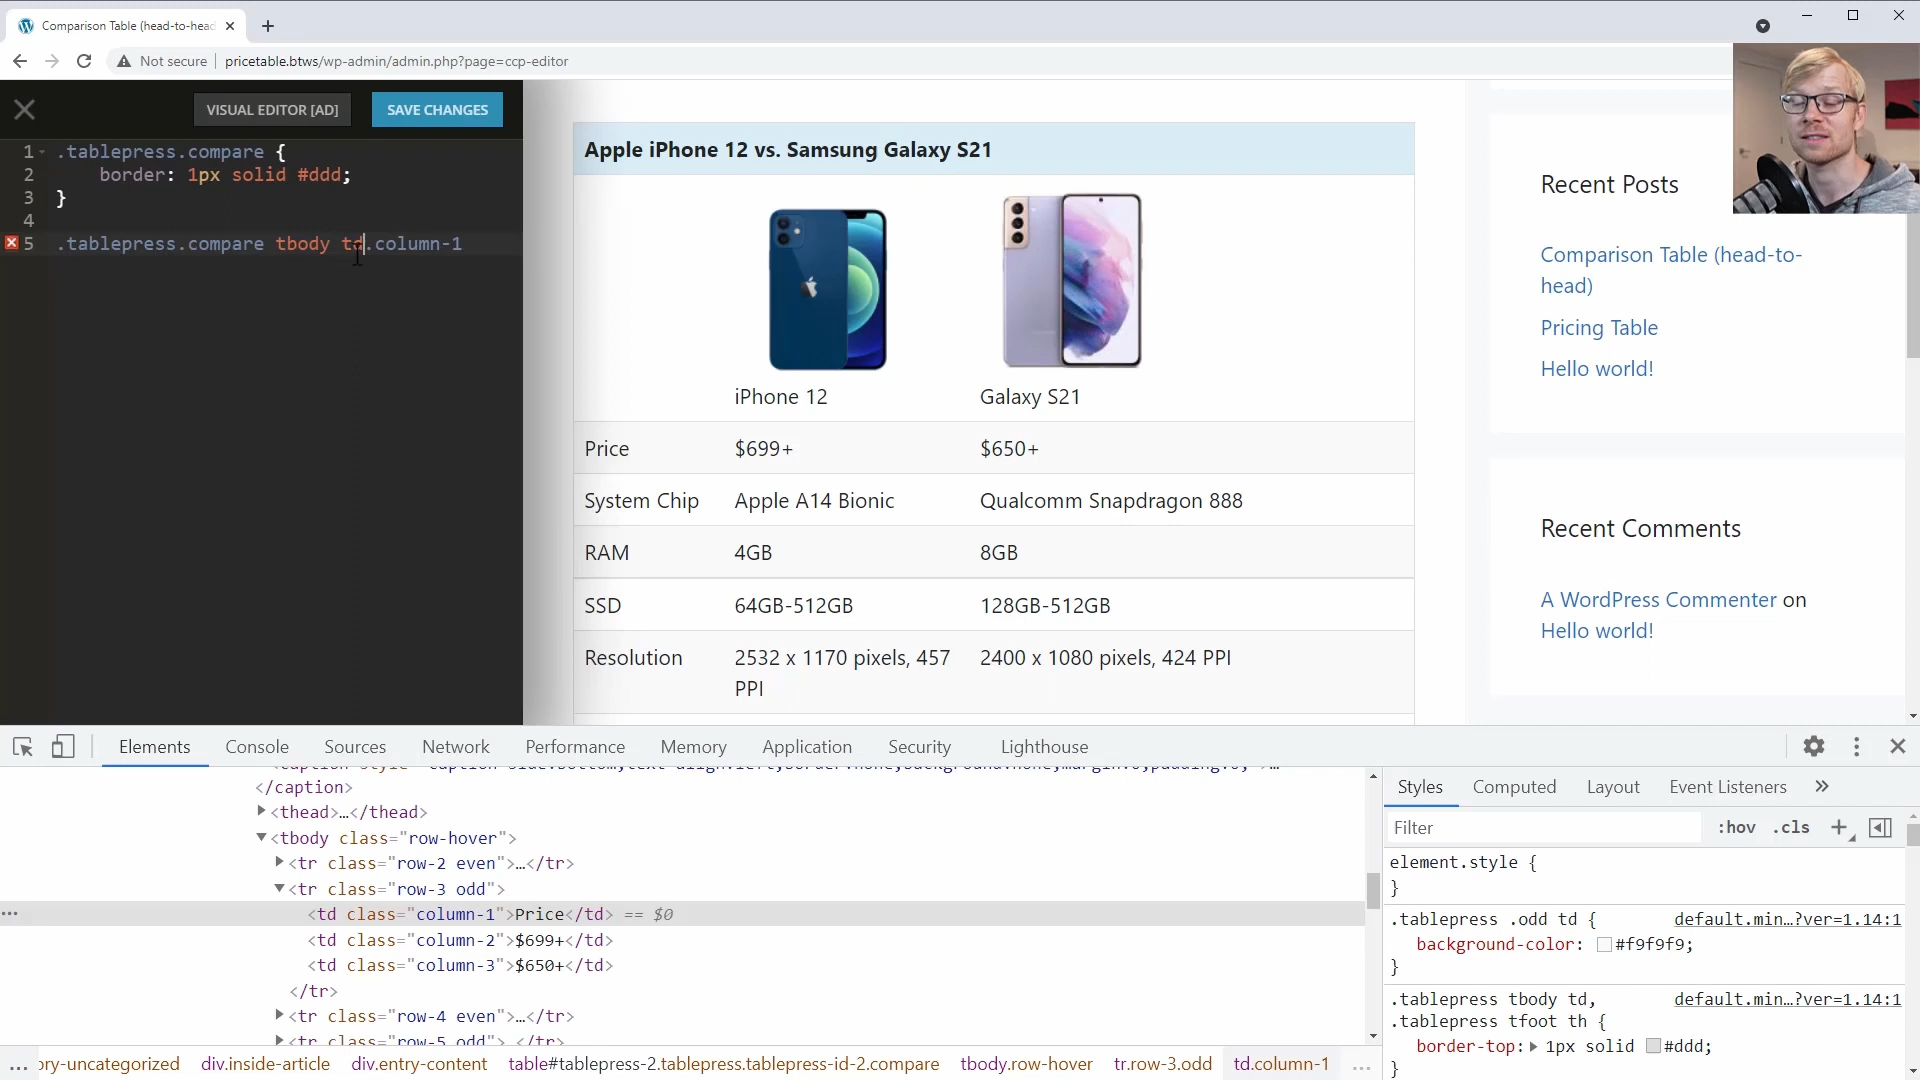 Comparison Table (head-to-head
Not secure
pricetable.btws/wp-admin/admin.php?page=ccp-editor
VISUAL EDITOR [AD]
SAVE CHANGES
1 .tablepress.compare {
2 border: 1px solid #ddd;
3 }
4
5 .tablepress.compare tbody td.column-1
Apple iPhone 12 vs. Samsung Galaxy S21
iPhone 12
Galaxy S21
Price
$699+
$650+
System Chip
Apple A14 Bionic
Qualcomm Snapdragon 888
RAM
4GB
8GB
SSD
64GB-512GB
128GB-512GB
Resolution
2532 x 1170 pixels, 457
PPI
2400 x 1080 pixels, 424 PPI
Recent Posts
Comparison Table (head-to-
head)
Pricing Table
Hello world!
Recent Comments
A WordPress Commenter on
Hello world!
Elements
Console
Sources
Network
Performance
Memory
Application
Security
Lighthouse
</caption>
<thead>…</thead>
<tbody class="row-hover">
<tr class="row-2 even">…</tr>
<tr class="row-3 odd">
<td class="column-1">Price</td> == $0
<td class="column-2">$699+</td>
<td class="column-3">$650+</td>
</tr>
<tr class="row-4 even">…</tr>
<tr class="row-5 odd"> </tr>
... ory-uncategorized div.inside-article div.entry-content table#tablepress-2.tablepress.tablepress-id-2.compare tbody.row-hover tr.row-3.odd td.column-1 ...
Styles
Computed
Layout
Event Listeners
Filter
:hov
.cls
element.style {
}
.tablepress .odd td {
default.min…?ver=1.14:1
background-color: #f9f9f9;
}
.tablepress tbody td,
default.min…?ver=1.14:1
.tablepress tfoot th {
border-top: 1px solid #ddd;
}